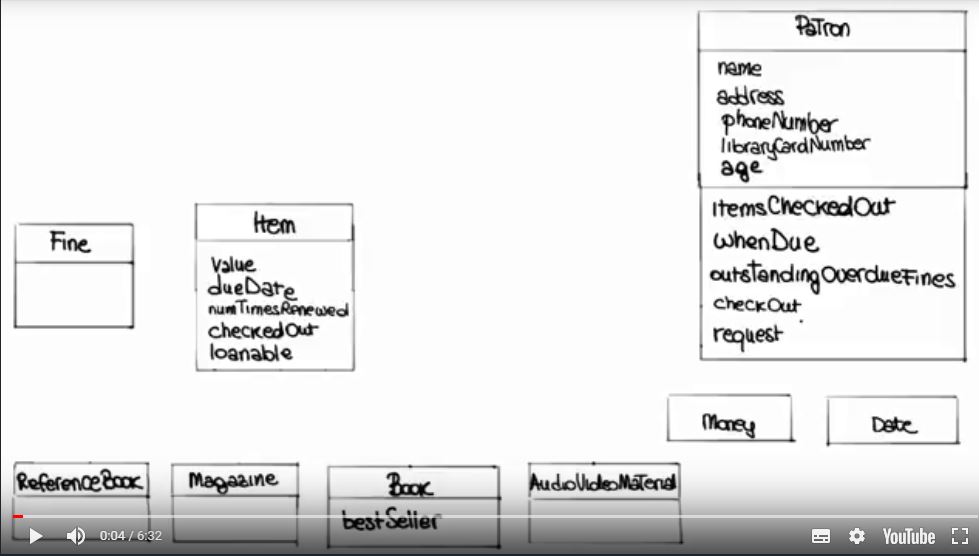 Patron
name
address
phoneNumber
libraryCardNumber
age
itemsCheckedOut
whenDue
outstandingOverdueFines
checkOut
request
Fine
Item
value
dueDate
numTimesRenewed
checkedOut
loanable
Money
Date
ReferenceBook
Magazine
Book
bestSeller
AudioVideoMaterial
0:04 / 6:32
YouTube